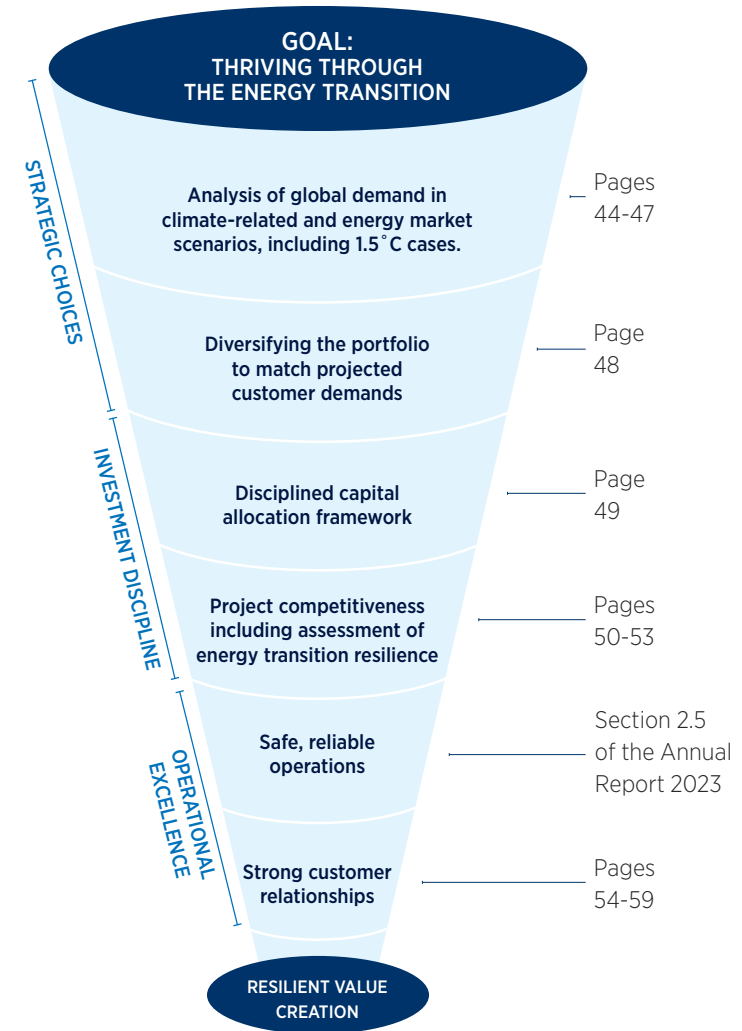 GOAL:
THRIVING THROUGH
THE ENERGY TRANSITION
STRATEGIC CHOICES
Analysis of global demand in
climate-related and energy market
scenarios, including 1.5°C cases.
Pages
44-47
Diversifying the portfolio
to match projected
customer demands
Page
48
INVESTMENT DISCIPLINE
Disciplined capital
allocation framework
Page
49
Project competitiveness
including assessment of
energy transition resilience
Pages
50-53
OPERATIONAL
EXCELLENCE
Safe, reliable
operations
Section 2.5
of the Annual
Report 2023
Strong customer
relationships
Pages
54-59
RESILIENT VALUE
CREATION